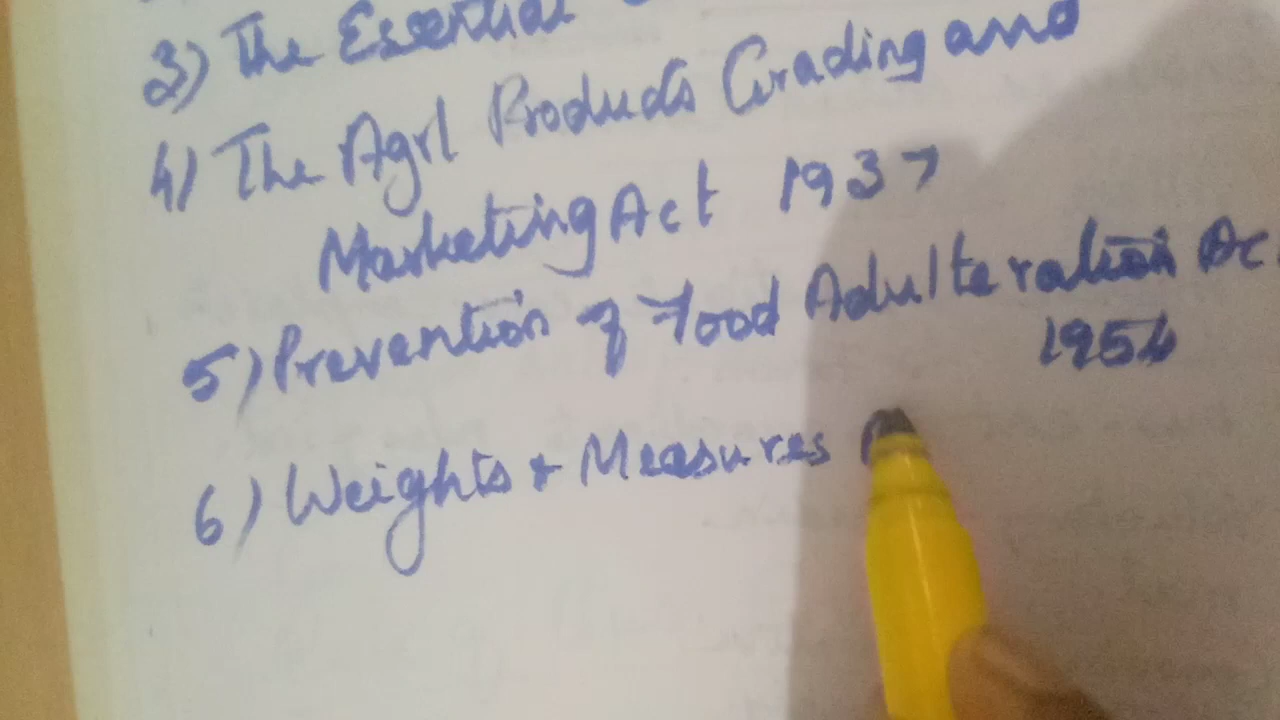 3) The Essential
4) The Agrl Products Grading and
Marketing Act 1937
5) Prevention of Food Adulteration Ac
1954
6) Weights & Measures